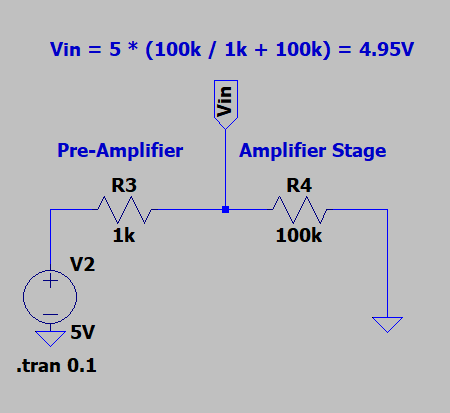 Vin = 5 * (100k / 1k + 100k) = 4.95V
Vin
Pre-Amplifier
Amplifier Stage
R3
R4
1k
100k
V2
5V
.tran 0.1